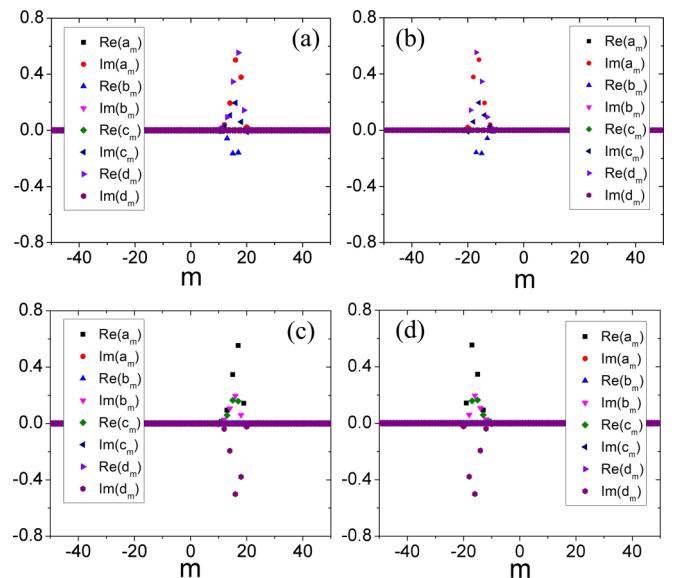 (a)
Re(a_m)
Im(a_m)
Re(b_m)
Im(b_m)
Re(c_m)
Im(c_m)
Re(d_m)
Im(d_m)
0.8
0.4
0.0
-0.4
-0.8
-40 -20 0 20 40
m
(b)
Re(a_m)
Im(a_m)
Re(b_m)
Im(b_m)
Re(c_m)
Im(c_m)
Re(d_m)
Im(d_m)
0.8
0.4
0.0
-0.4
-0.8
-40 -20 0 20 40
m
(c)
Re(a_m)
Im(a_m)
Re(b_m)
Im(b_m)
Re(c_m)
Im(c_m)
Re(d_m)
Im(d_m)
0.8
0.4
0.0
-0.4
-0.8
-40 -20 0 20 40
m
(d)
Re(a_m)
Im(a_m)
Re(b_m)
Im(b_m)
Re(c_m)
Im(c_m)
Re(d_m)
Im(d_m)
0.8
0.4
0.0
-0.4
-0.8
-40 -20 0 20 40
m